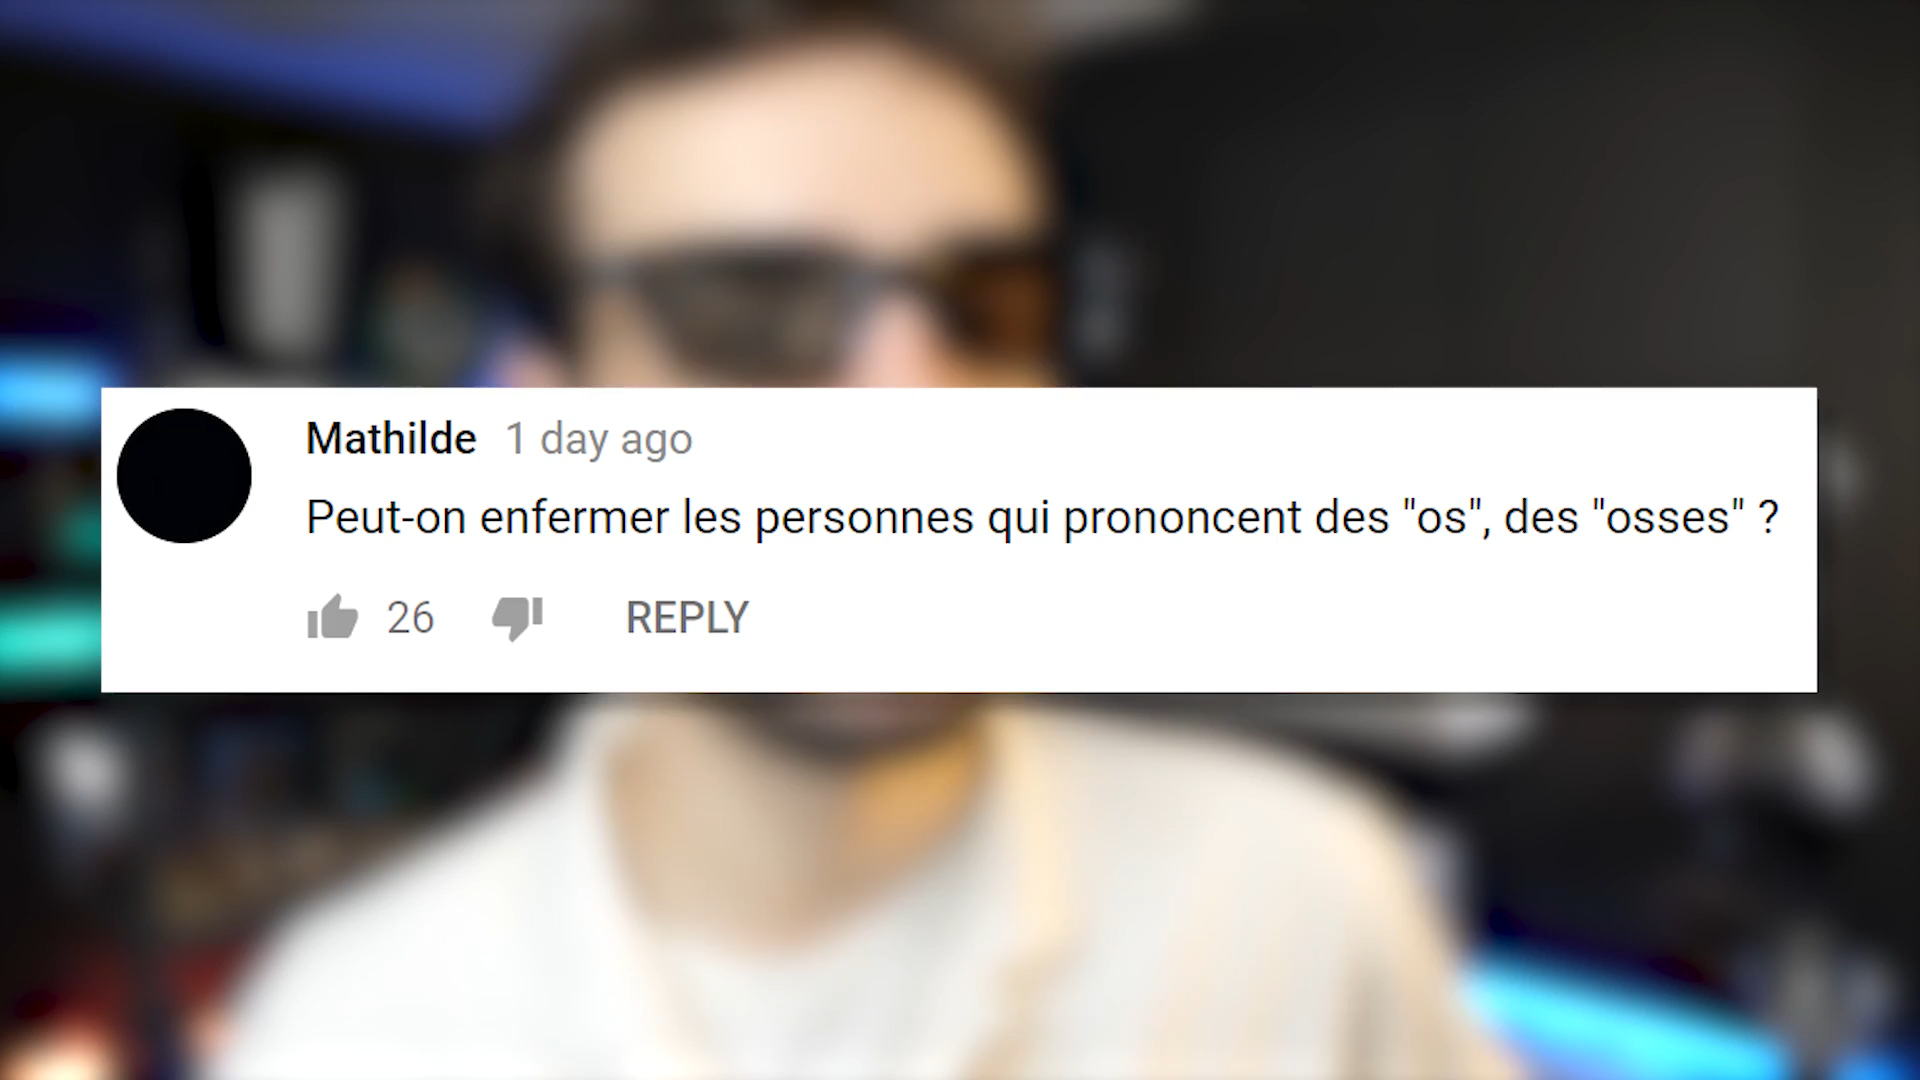 Mathilde 1 day ago
Peut-on enfermer les personnes qui prononcent des "os", des "osses" ?
26 REPLY